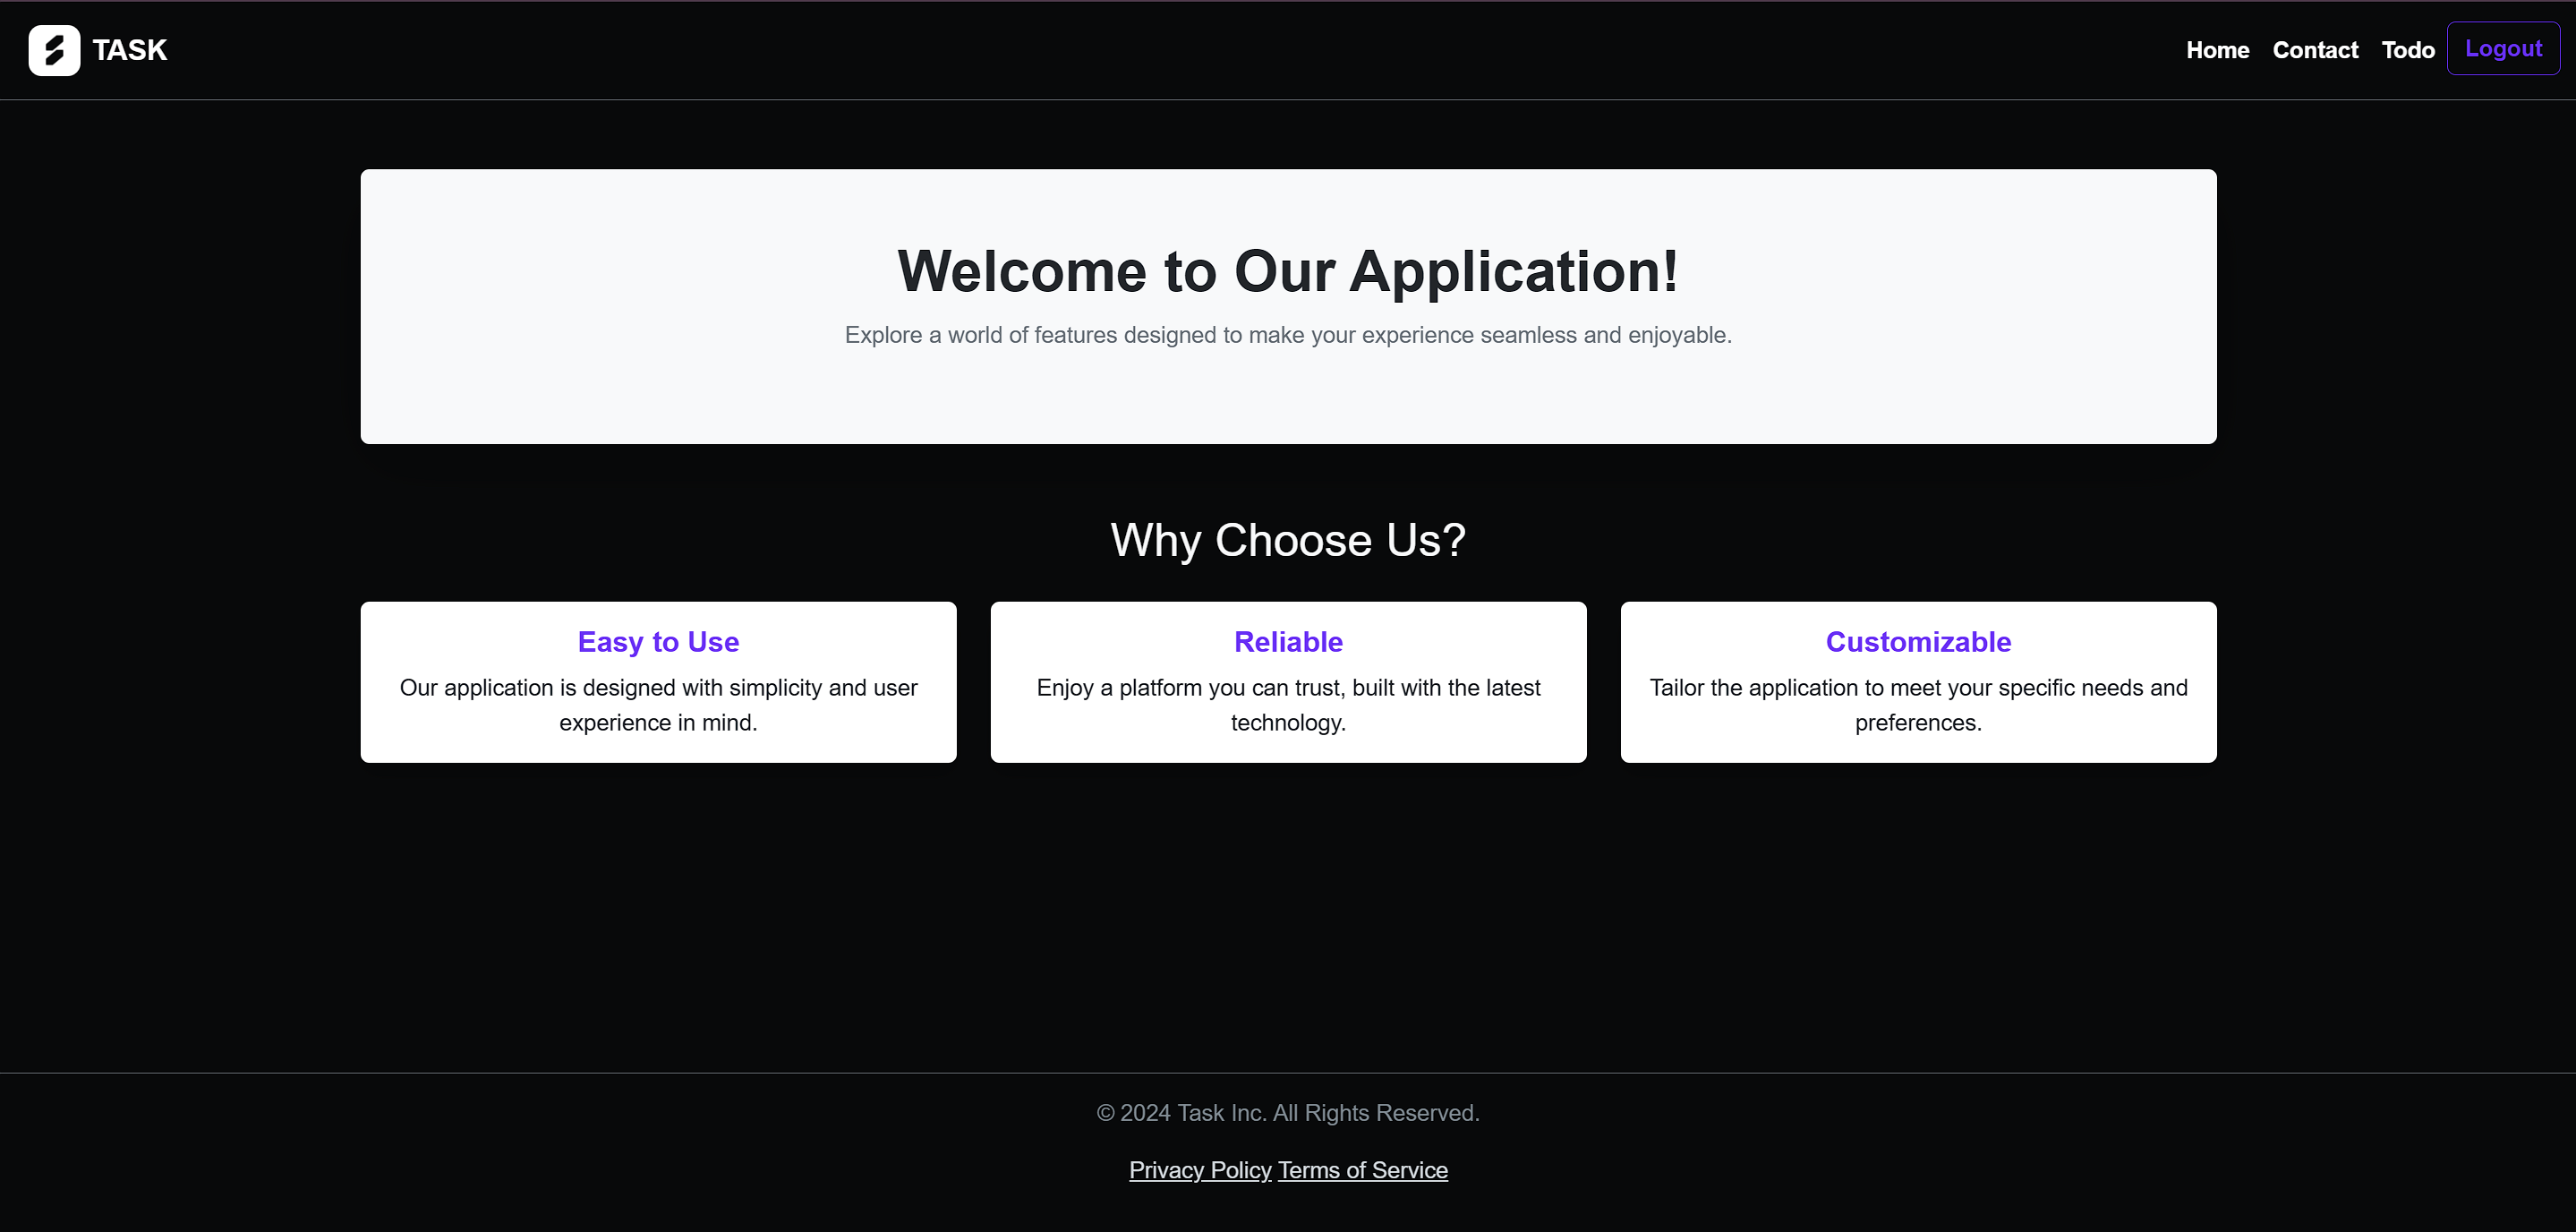 TASK
Home Contact Todo Logout
Welcome to Our Application!
Explore a world of features designed to make your experience seamless and enjoyable.
Why Choose Us?
Easy to Use
Our application is designed with simplicity and user
experience in mind.
Reliable
Enjoy a platform you can trust, built with the latest
technology.
Customizable
Tailor the application to meet your specific needs and
preferences.
© 2024 Task Inc. All Rights Reserved.
Privacy Policy Terms of Service